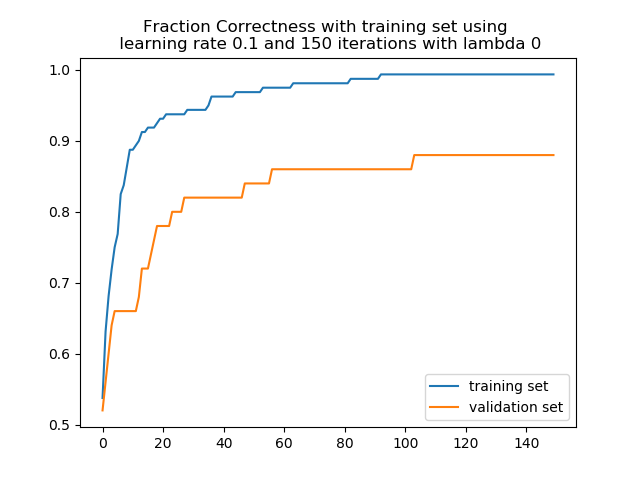 Fraction Correctness with training set using
learning rate 0.1 and 150 iterations with lambda 0
1.0
0.9
0.8
0.7
0.6
0.5
0 20 40 60 80 100 120 140
training set
validation set